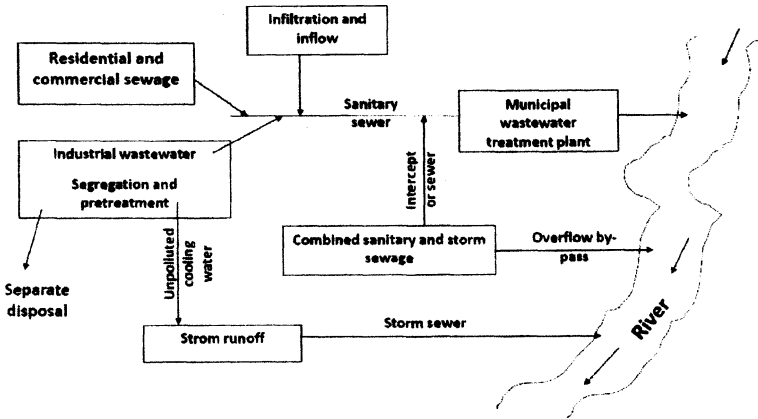 Infiltration and
inflow
Residential and
commercial sewage
Sanitary
sewer
Municipal
wastewater
treatment plant
Industrial wastewater
Segregation and
pretreatment
Intercept
or sewer
Combined sanitary and storm
sewage
Overflow by-
pass
Unpolluted
cooling
water
Separate
disposal
Strom runoff
Storm sewer
River